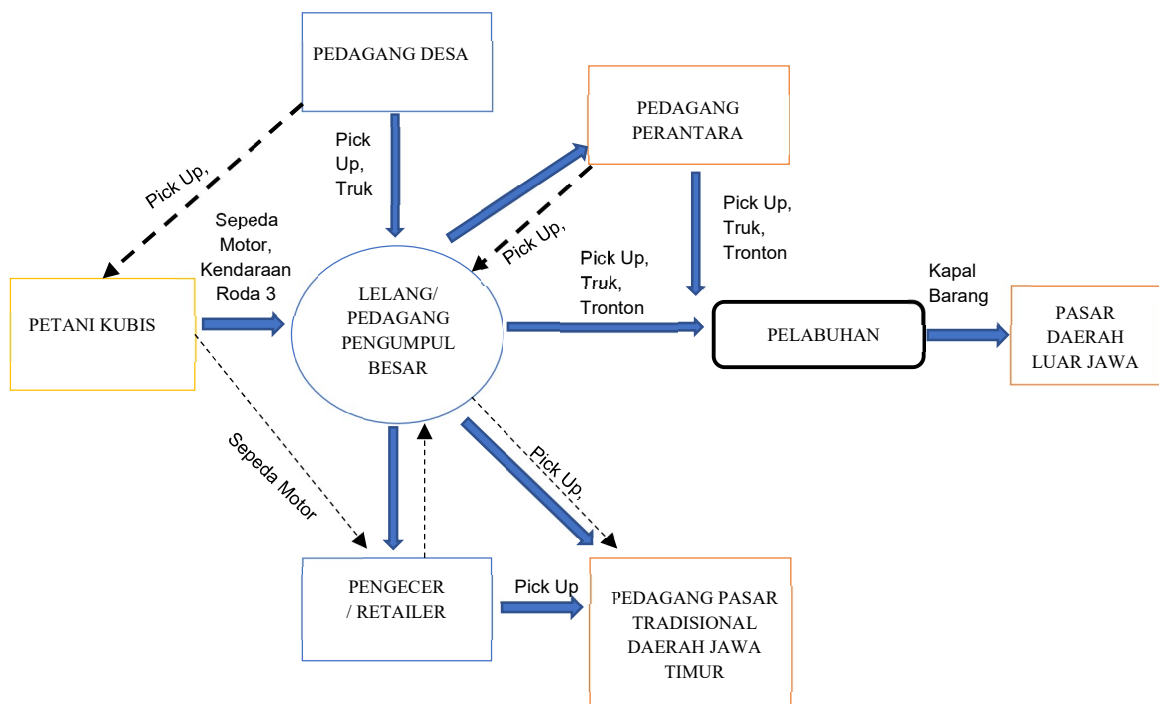 PEDAGANG DESA
PEDAGANG
PERANTARA
Pick
Up,
Truk
Pick Up,
Sepeda
Motor,
Kendaraan
Roda 3
Pick Up,
Pick Up,
Truk,
Tronton
Pick Up,
Truk,
Tronton
Kapal
Barang
PETANI KUBIS
LELANG/
PEDAGANG
PENGUMPUL
BESAR
PELABUHAN
PASAR
DAERAH
LUAR JAWA
Sepeda Motor
Pick Up,
PENGECER
/ RETAILER
Pick Up
PEDAGANG PASAR
TRADISIONAL
DAERAH JAWA
TIMUR